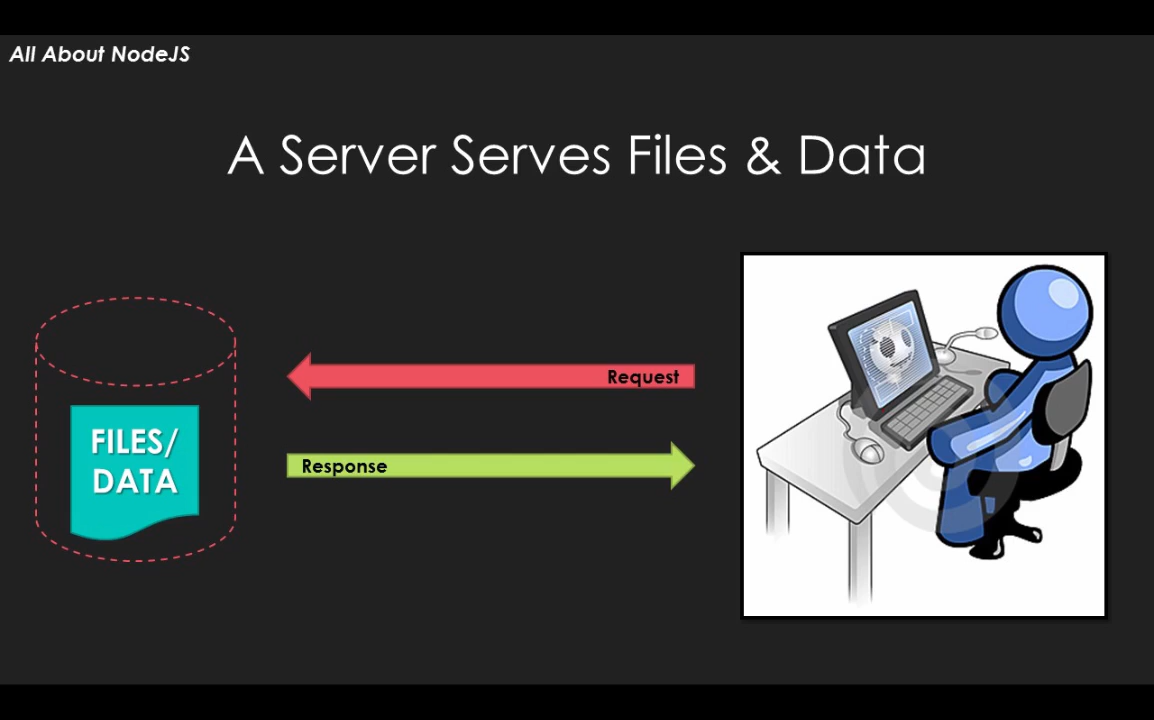 All About NodeJS
A Server Serves Files & Data
Request
FILES/
DATA
Response